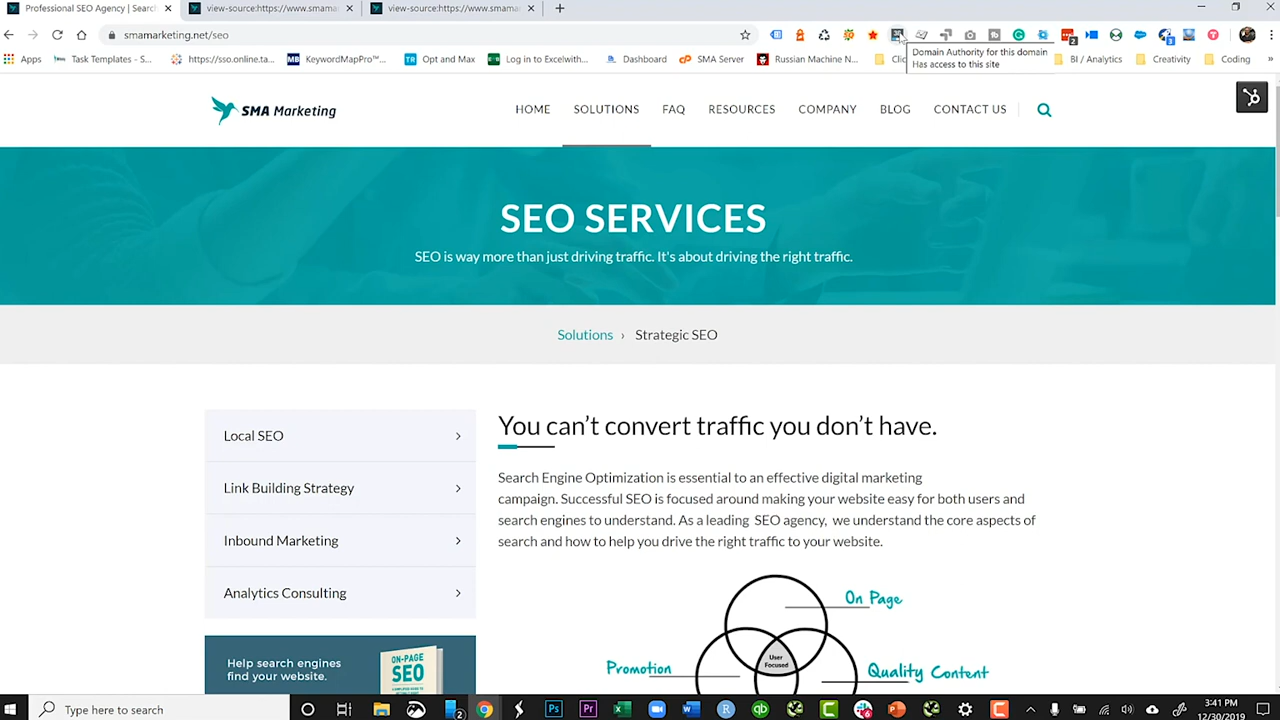 Professional SEO Agency | Search
view-source:https://www.smama
view-source:https://www.smama
smamarketing.net/seo
Domain Authority for this domain
Has access to this site
Apps
Task Templates - S...
https://sso.online.ta...
KeywordMapPro™...
Opt and Max
Log in to Excelwith...
Dashboard
SMA Server
Russian Machine N...
Clic
BI / Analytics
Creativity
Coding
»
SMA Marketing
HOME
SOLUTIONS
FAQ
RESOURCES
COMPANY
BLOG
CONTACT US
SEO SERVICES
SEO is way more than just driving traffic. It's about driving the right traffic.
Solutions › Strategic SEO
Local SEO
Link Building Strategy
Inbound Marketing
Analytics Consulting
Help search engines
find your website.
ON-PAGE
SEO
You can’t convert traffic you don’t have.
Search Engine Optimization is essential to an effective digital marketing
campaign. Successful SEO is focused around making your website easy for both users and
search engines to understand. As a leading SEO agency, we understand the core aspects of
search and how to help you drive the right traffic to your website.
On Page
User
Focused
Promotion
Quality Content
Type here to search
3:41 PM
12/30/2019